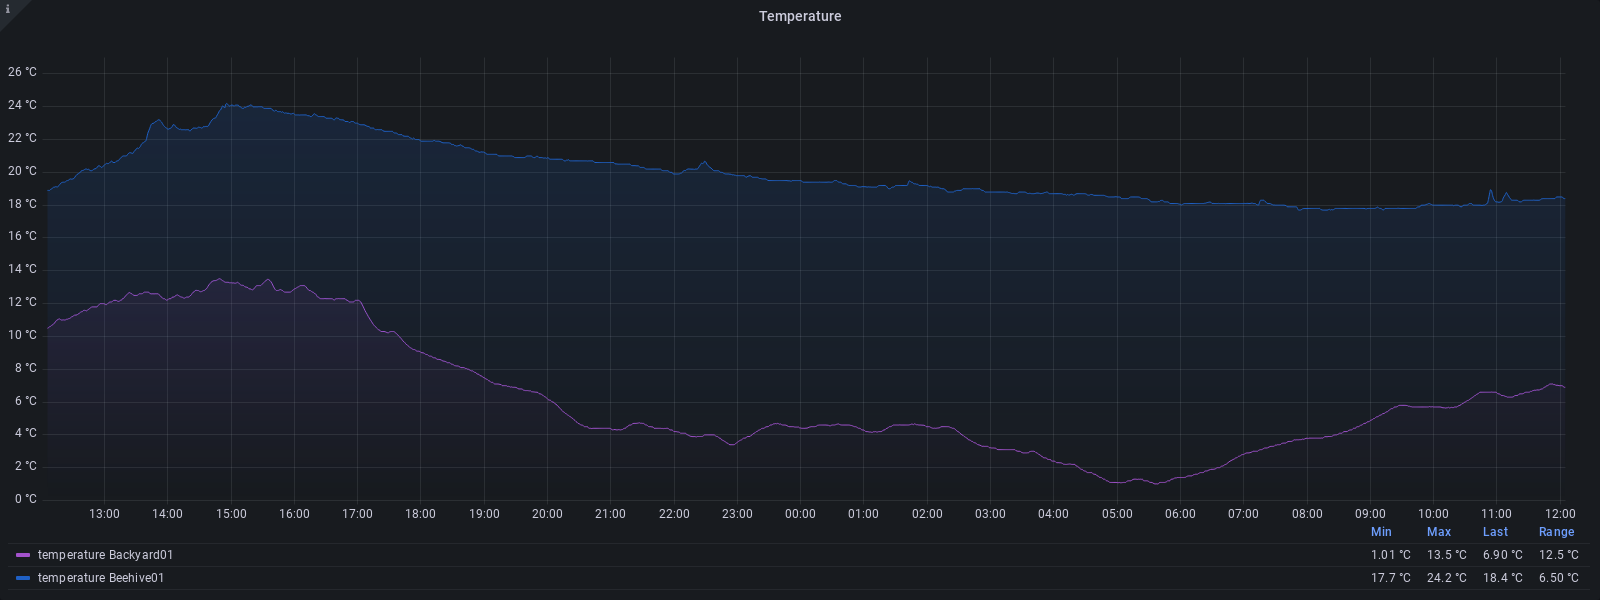 i
Temperature
26 °C
24 °C
22 °C
20 °C
18 °C
16 °C
14 °C
12 °C
10 °C
8 °C
6 °C
4 °C
2 °C
0 °C
13:00 14:00 15:00 16:00 17:00 18:00 19:00 20:00 21:00 22:00 23:00 00:00 01:00 02:00 03:00 04:00 05:00 06:00 07:00 08:00 09:00 10:00 11:00 12:00
Min Max Last Range
temperature Backyard01 1.01 °C 13.5 °C 6.90 °C 12.5 °C
temperature Beehive01 17.7 °C 24.2 °C 18.4 °C 6.50 °C